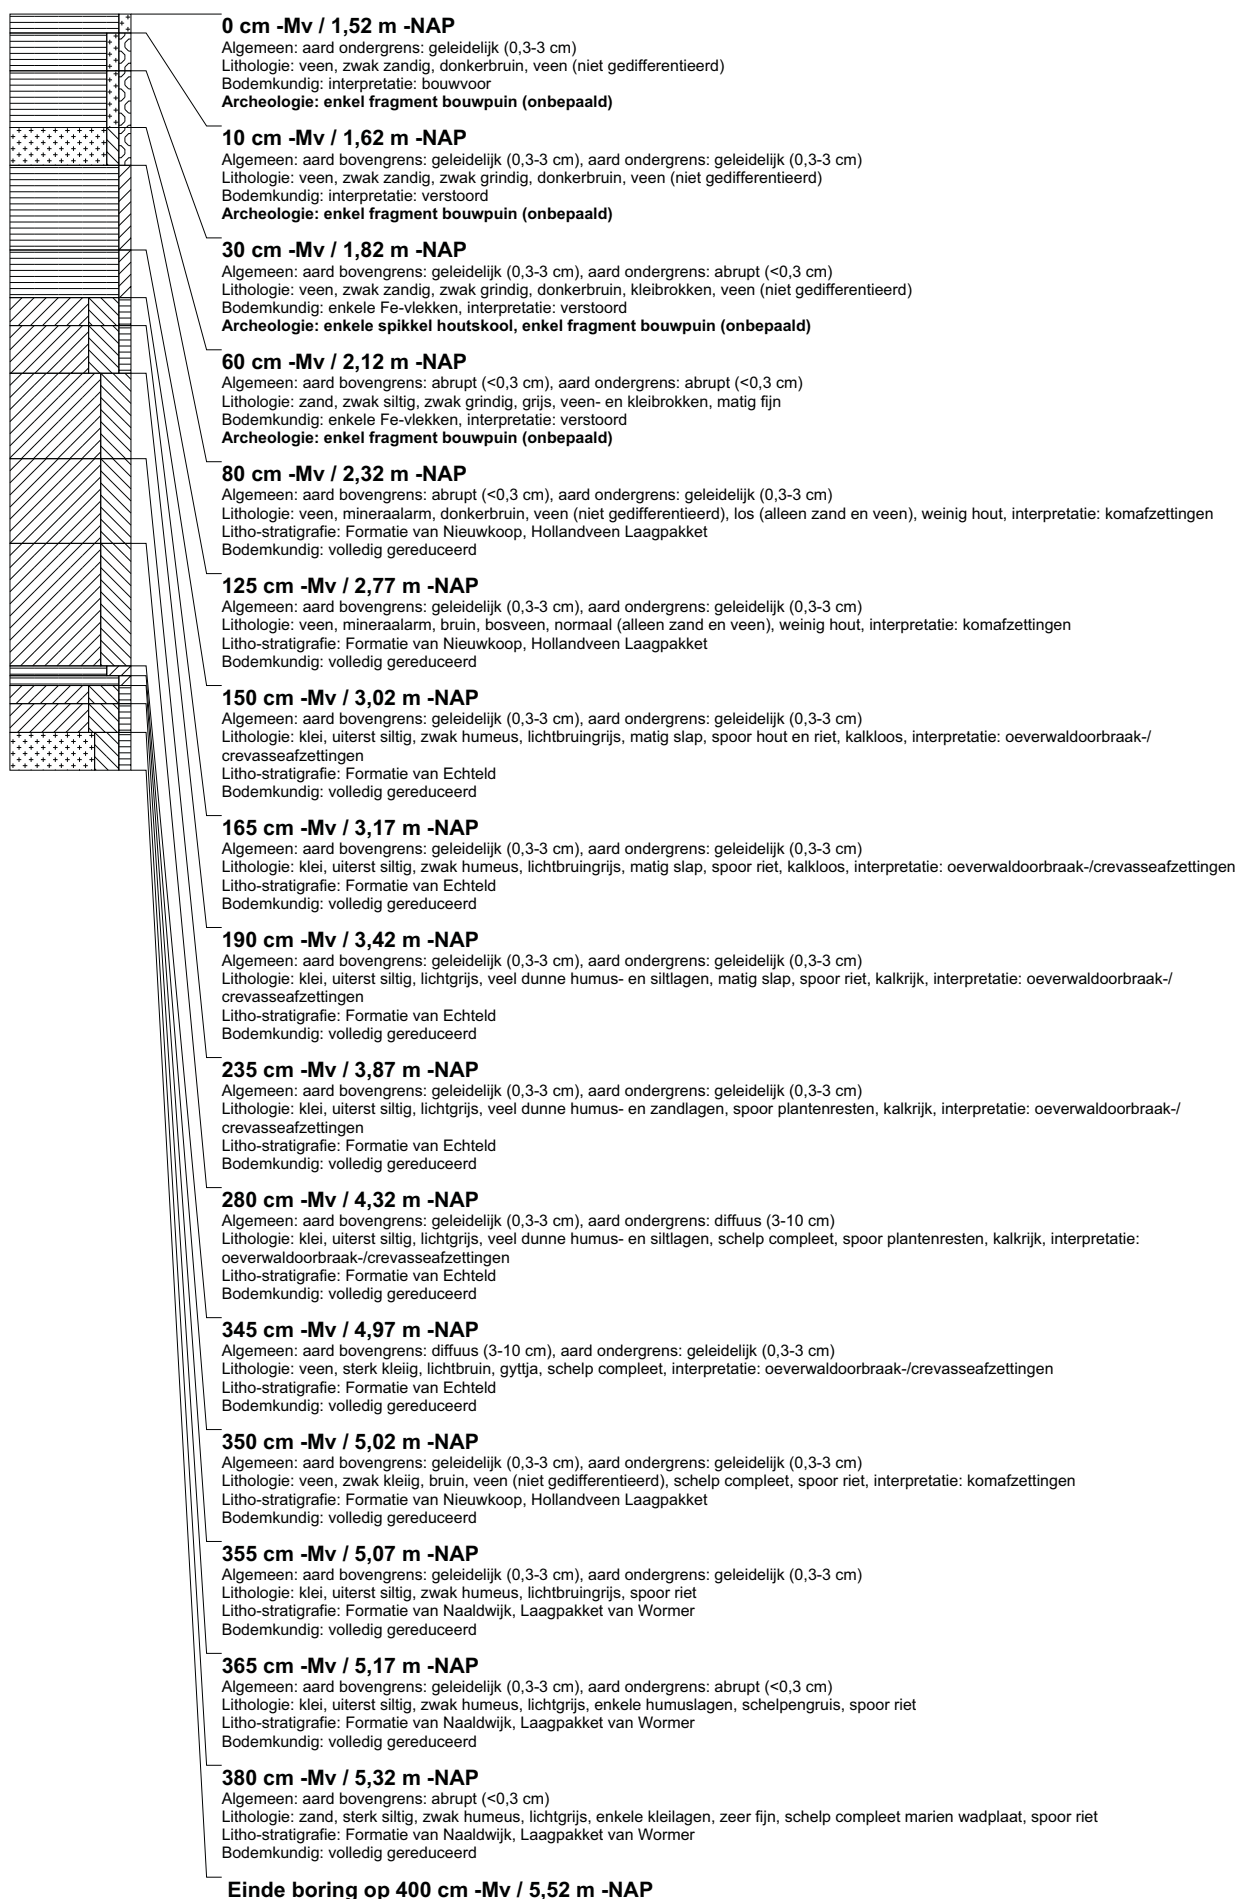 0 cm -Mv / 1,52 m -NAP
Algemeen: aard ondergrens: geleidelijk (0,3-3 cm)
Lithologie: veen, zwak zandig, donkerbruin, veen (niet gedifferentieerd)
Bodemkundig: interpretatie: bouwvoor
Archeologie: enkel fragment bouwpuin (onbepaald)
10 cm -Mv / 1,62 m -NAP
Algemeen: aard bovengrens: geleidelijk (0,3-3 cm), aard ondergrens: geleidelijk (0,3-3 cm)
Lithologie: veen, zwak zandig, zwak grindig, donkerbruin, veen (niet gedifferentieerd)
Bodemkundig: interpretatie: verstoord
Archeologie: enkel fragment bouwpuin (onbepaald)
30 cm -Mv / 1,82 m -NAP
Algemeen: aard bovengrens: geleidelijk (0,3-3 cm), aard ondergrens: abrupt (<0,3 cm)
Lithologie: veen, zwak zandig, zwak grindig, donkerbruin, kleibrokken, veen (niet gedifferentieerd)
Bodemkundig: enkele Fe-vlekken, interpretatie: verstoord
Archeologie: enkele spikkel houtskool, enkel fragment bouwpuin (onbepaald)
60 cm -Mv / 2,12 m -NAP
Algemeen: aard bovengrens: abrupt (<0,3 cm), aard ondergrens: abrupt (<0,3 cm)
Lithologie: zand, zwak siltig, zwak grindig, grijs, veen- en kleibrokken, matig fijn
Bodemkundig: enkele Fe-vlekken, interpretatie: verstoord
Archeologie: enkel fragment bouwpuin (onbepaald)
80 cm -Mv / 2,32 m -NAP
Algemeen: aard bovengrens: abrupt (<0,3 cm), aard ondergrens: geleidelijk (0,3-3 cm)
Lithologie: veen, mineraalarm, donkerbruin, veen (niet gedifferentieerd), los (alleen zand en veen), weinig hout, interpretatie: komafzettingen
Litho-stratigrafie: Formatie van Nieuwkoop, Hollandveen Laagpakket
Bodemkundig: volledig gereduceerd
125 cm -Mv / 2,77 m -NAP
Algemeen: aard bovengrens: geleidelijk (0,3-3 cm), aard ondergrens: geleidelijk (0,3-3 cm)
Lithologie: veen, mineraalarm, bruin, bosveen, normaal (alleen zand en veen), weinig hout, interpretatie: komafzettingen
Litho-stratigrafie: Formatie van Nieuwkoop, Hollandveen Laagpakket
Bodemkundig: volledig gereduceerd
150 cm -Mv / 3,02 m -NAP
Algemeen: aard bovengrens: geleidelijk (0,3-3 cm), aard ondergrens: geleidelijk (0,3-3 cm)
Lithologie: klei, uiterst siltig, zwak humeus, lichtbruingrijs, matig slap, spoor hout en riet, kalkloos, interpretatie: oeverwaldoorbraak-/
crevasseafzettingen
Litho-stratigrafie: Formatie van Echteld
Bodemkundig: volledig gereduceerd
165 cm -Mv / 3,17 m -NAP
Algemeen: aard bovengrens: geleidelijk (0,3-3 cm), aard ondergrens: geleidelijk (0,3-3 cm)
Lithologie: klei, uiterst siltig, zwak humeus, lichtbruingrijs, matig slap, spoor riet, kalkloos, interpretatie: oeverwaldoorbraak-/crevasseafzettingen
Litho-stratigrafie: Formatie van Echteld
Bodemkundig: volledig gereduceerd
190 cm -Mv / 3,42 m -NAP
Algemeen: aard bovengrens: geleidelijk (0,3-3 cm), aard ondergrens: geleidelijk (0,3-3 cm)
Lithologie: klei, uiterst siltig, lichtgrijs, veel dunne humus- en siltlagen, matig slap, spoor riet, kalkrijk, interpretatie: oeverwaldoorbraak-/
crevasseafzettingen
Litho-stratigrafie: Formatie van Echteld
Bodemkundig: volledig gereduceerd
235 cm -Mv / 3,87 m -NAP
Algemeen: aard bovengrens: geleidelijk (0,3-3 cm), aard ondergrens: geleidelijk (0,3-3 cm)
Lithologie: klei, uiterst siltig, lichtgrijs, veel dunne humus- en zandlagen, spoor plantenresten, kalkrijk, interpretatie: oeverwaldoorbraak-/
crevasseafzettingen
Litho-stratigrafie: Formatie van Echteld
Bodemkundig: volledig gereduceerd
280 cm -Mv / 4,32 m -NAP
Algemeen: aard bovengrens: geleidelijk (0,3-3 cm), aard ondergrens: diffuus (3-10 cm)
Lithologie: klei, uiterst siltig, lichtgrijs, veel dunne humus- en siltlagen, schelp compleet, spoor plantenresten, kalkrijk, interpretatie:
oeverwaldoorbraak-/crevasseafzettingen
Litho-stratigrafie: Formatie van Echteld
Bodemkundig: volledig gereduceerd
345 cm -Mv / 4,97 m -NAP
Algemeen: aard bovengrens: diffuus (3-10 cm), aard ondergrens: geleidelijk (0,3-3 cm)
Lithologie: veen, sterk kleiig, lichtbruin, gyttja, schelp compleet, interpretatie: oeverwaldoorbraak-/crevasseafzettingen
Litho-stratigrafie: Formatie van Echteld
Bodemkundig: volledig gereduceerd
350 cm -Mv / 5,02 m -NAP
Algemeen: aard bovengrens: geleidelijk (0,3-3 cm), aard ondergrens: geleidelijk (0,3-3 cm)
Lithologie: veen, zwak kleiig, bruin, veen (niet gedifferentieerd), schelp compleet, spoor riet, interpretatie: komafzettingen
Litho-stratigrafie: Formatie van Nieuwkoop, Hollandveen Laagpakket
Bodemkundig: volledig gereduceerd
355 cm -Mv / 5,07 m -NAP
Algemeen: aard bovengrens: geleidelijk (0,3-3 cm), aard ondergrens: geleidelijk (0,3-3 cm)
Lithologie: klei, uiterst siltig, zwak humeus, lichtbruingrijs, spoor riet
Litho-stratigrafie: Formatie van Naaldwijk, Laagpakket van Wormer
Bodemkundig: volledig gereduceerd
365 cm -Mv / 5,17 m -NAP
Algemeen: aard bovengrens: geleidelijk (0,3-3 cm), aard ondergrens: abrupt (<0,3 cm)
Lithologie: klei, uiterst siltig, zwak humeus, lichtgrijs, enkele humuslagen, schelpengruis, spoor riet
Litho-stratigrafie: Formatie van Naaldwijk, Laagpakket van Wormer
Bodemkundig: volledig gereduceerd
380 cm -Mv / 5,32 m -NAP
Algemeen: aard bovengrens: abrupt (<0,3 cm)
Lithologie: zand, sterk siltig, zwak humeus, lichtgrijs, enkele kleilagen, zeer fijn, schelp compleet marien wadplaat, spoor riet
Litho-stratigrafie: Formatie van Naaldwijk, Laagpakket van Wormer
Bodemkundig: volledig gereduceerd
Einde boring op 400 cm -Mv / 5,52 m -NAP